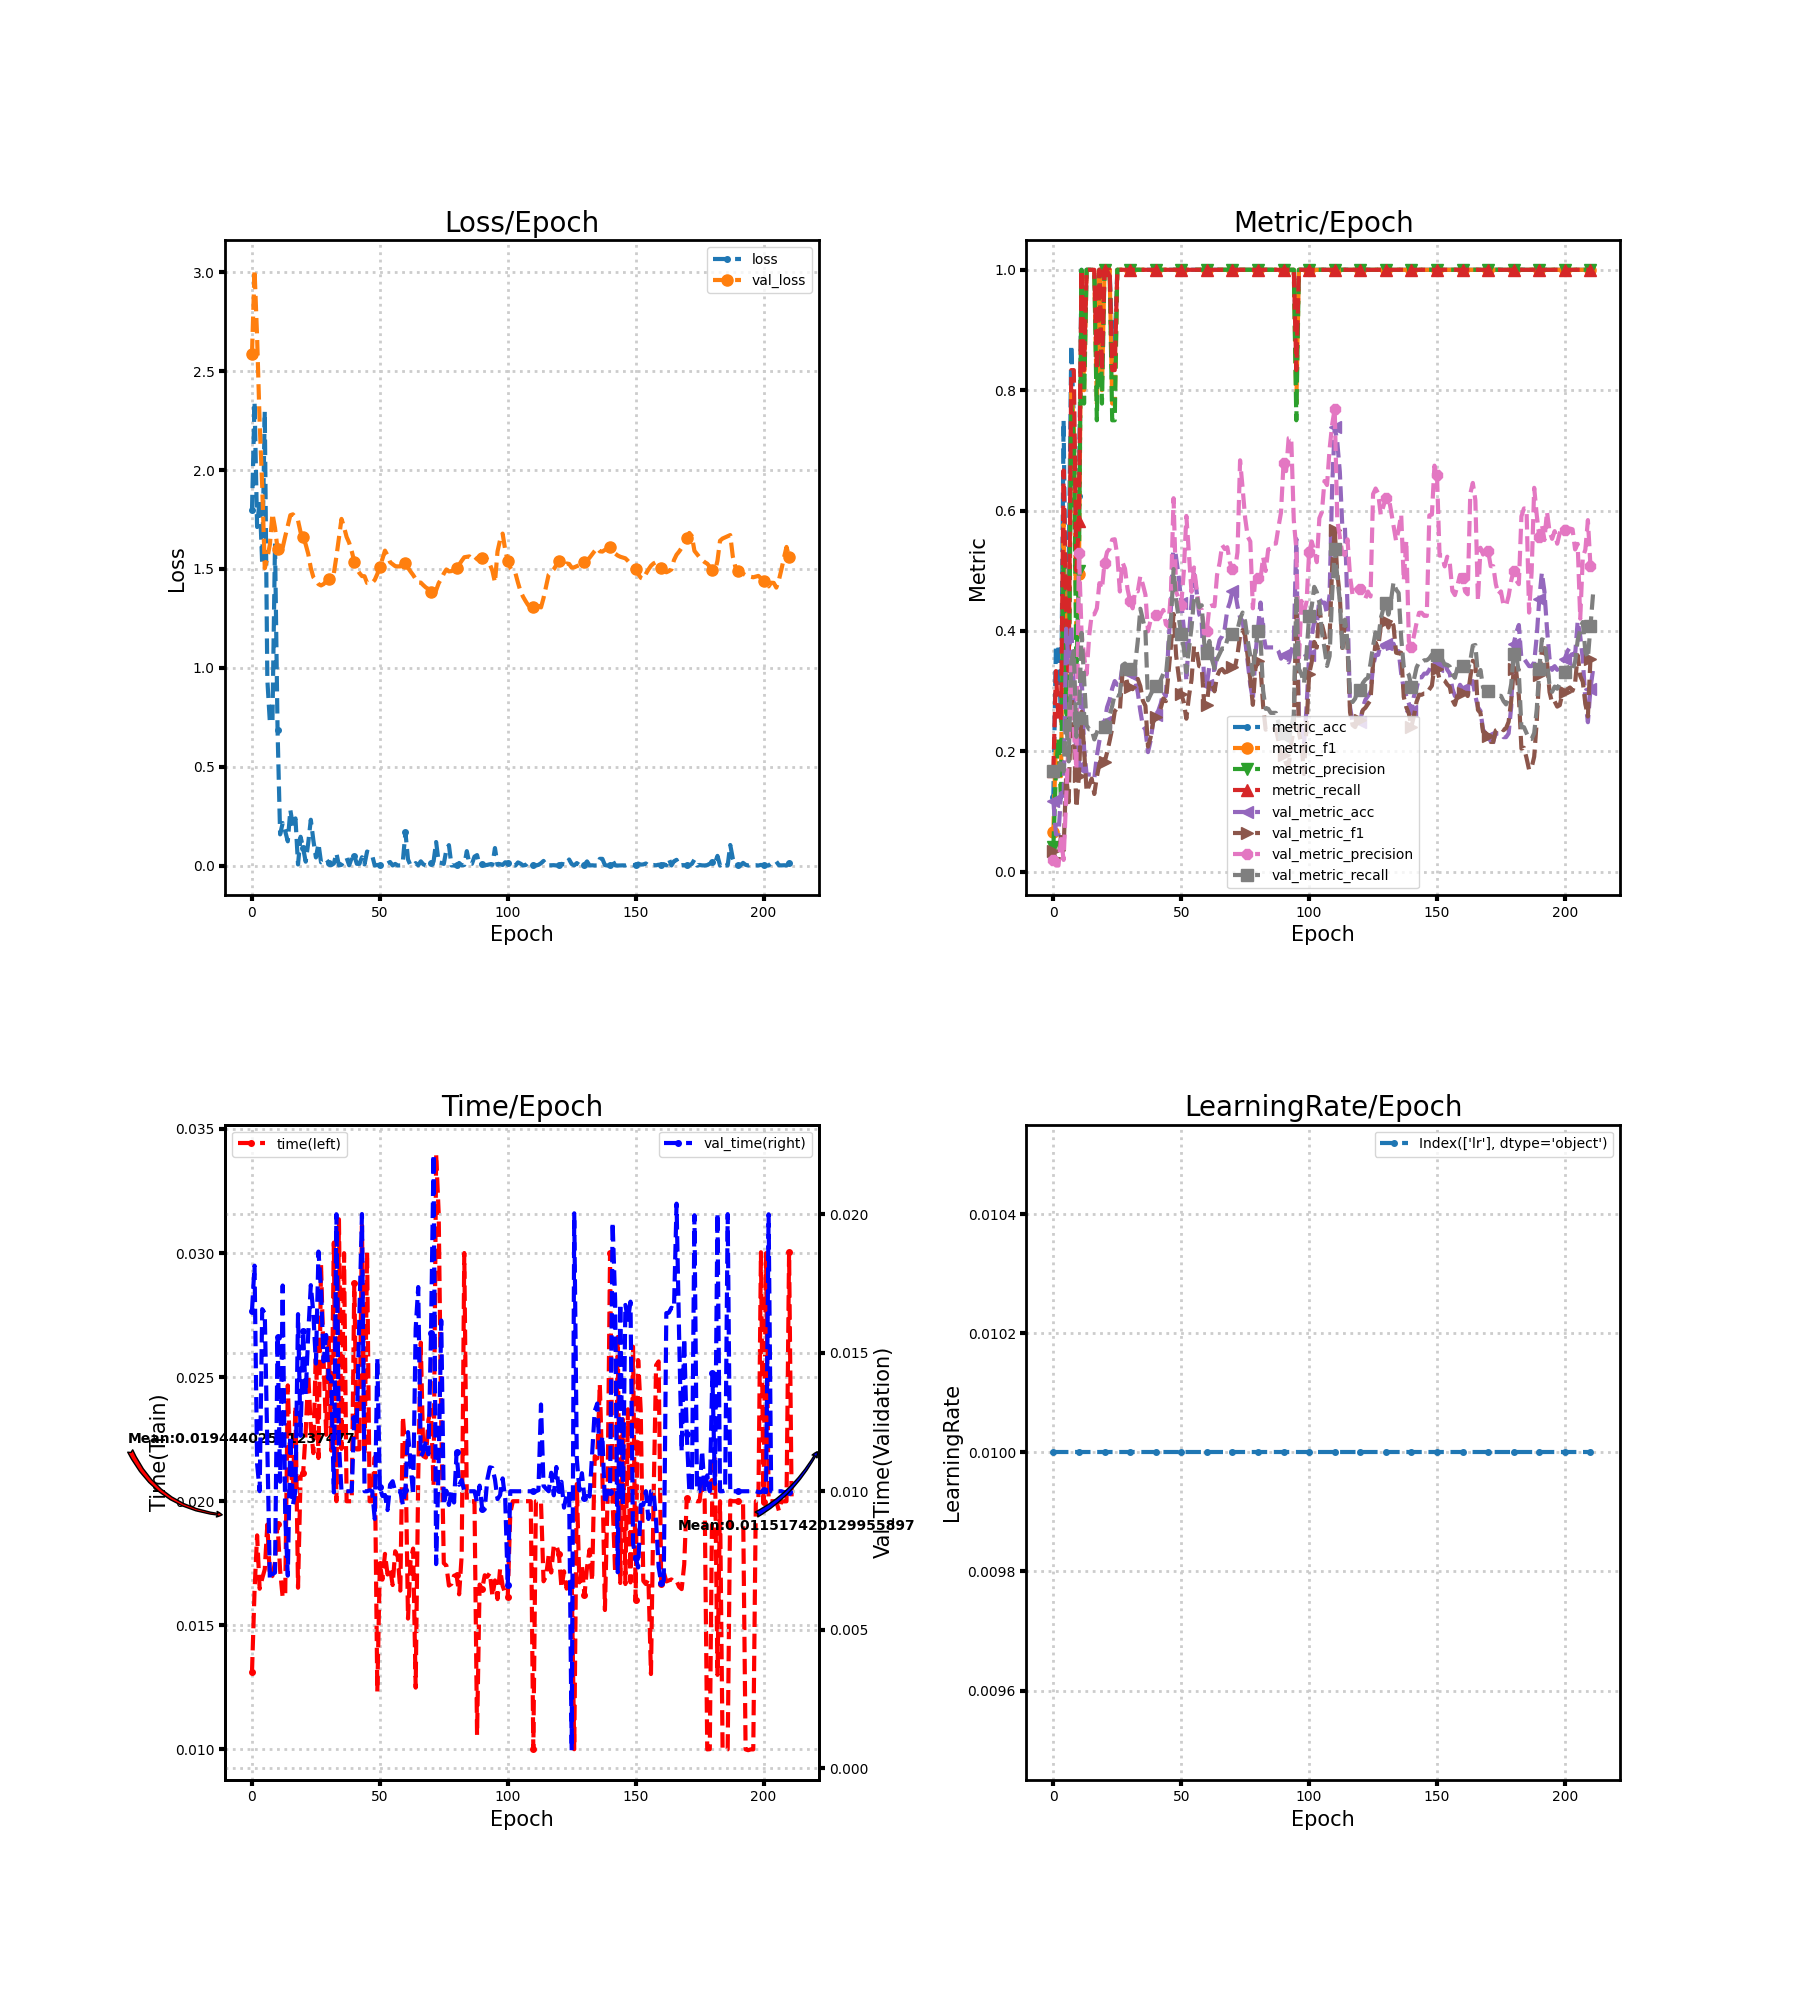 Loss/Epoch
3.0
2.5
2.0
1.5
1.0
0.5
0.0
Loss
loss
val_loss
0 50 100 150 200
Epoch
Metric/Epoch
1.0
0.8
0.6
0.4
0.2
0.0
Metric
metric_acc
metric_f1
metric_precision
metric_recall
val_metric_acc
val_metric_f1
val_metric_precision
val_metric_recall
0 50 100 150 200
Epoch
Time/Epoch
0.035
0.030
0.025
0.020
0.015
0.010
Time(Train)
time(left)
val_time(right)
0.020
0.015
0.010
0.005
0.000
Val_Time(Validation)
Mean:0.011517420129955897
0 50 100 150 200
Epoch
LearningRate/Epoch
0.0104
0.0102
0.0100
0.0098
0.0096
LearningRate
Index(['lr'], dtype='object')
0 50 100 150 200
Epoch